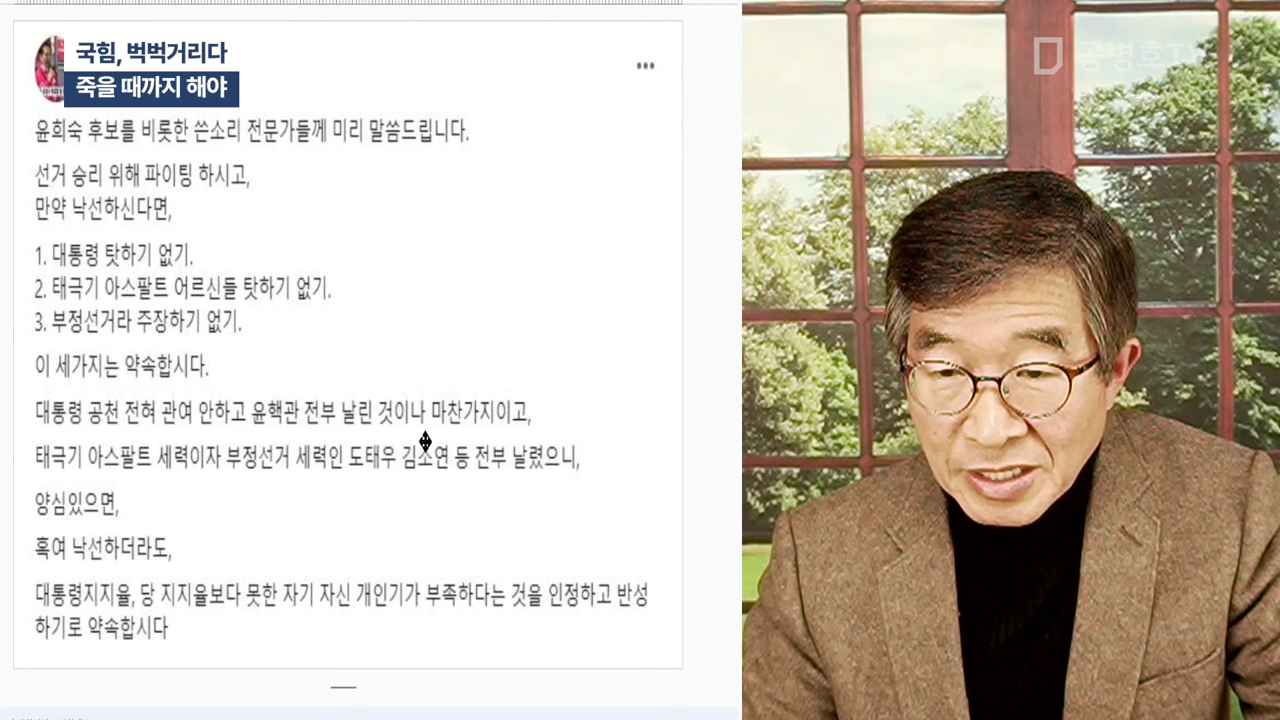 국힘, 벅벅거리다
죽을 때까지 해야
공병호TV
윤희숙 후보를 비롯한 쓴소리 전문가들께 미리 말씀드립니다.
선거 승리 위해 파이팅 하시고,
만약 낙선하신다면,
1. 대통령 탓하기 없기.
2. 태극기 아스팔트 어르신들 탓하기 없기.
3. 부정선거라 주장하기 없기.
이 세가지는 약속합시다.
대통령 공천 전혀 관여 안하고 윤핵관 전부 날린 것이나 마찬가지이고,
태극기 아스팔트 세력이자 부정선거 세력인 도태우 김소연 등 전부 날렸으니,
양심있으면,
혹여 낙선하더라도,
대통령지지율, 당 지지율보다 못한 자기 자신 개인기가 부족하다는 것을 인정하고 반성
하기로 약속합시다